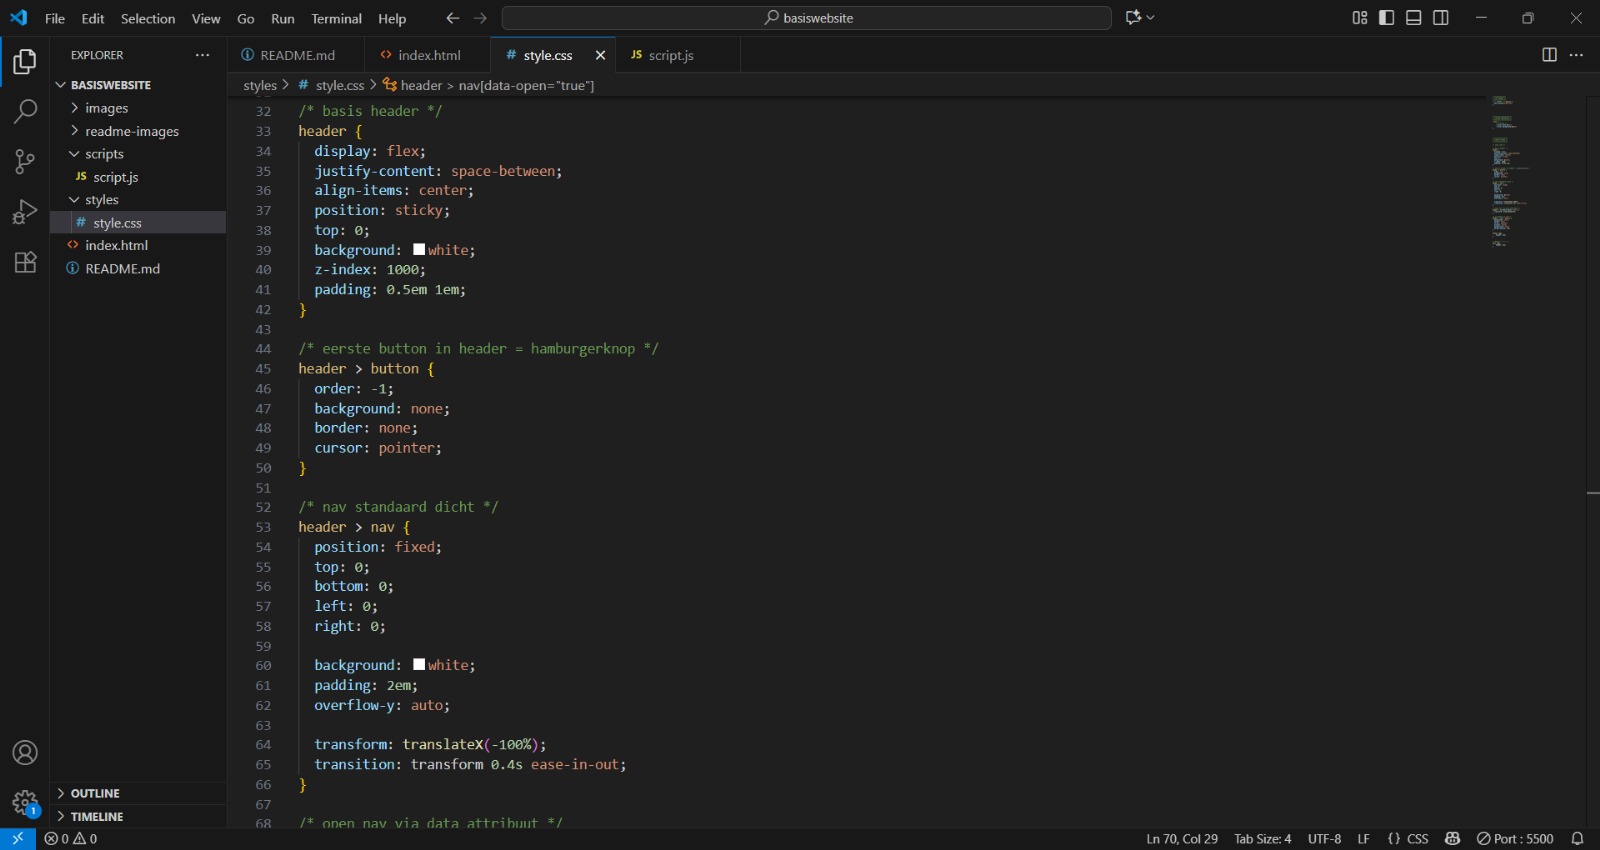 File Edit Selection View Go Run Terminal Help
basiswebsite
EXPLORER
BASISWEBSITE
images
readme-images
scripts
JS script.js
styles
# style.css
<> index.html
README.md
OUTLINE
TIMELINE
README.md
<> index.html
# style.css
JS script.js
styles > # style.css > header > nav[data-open="true"]
32 /* basis header */
33 header {
34 display: flex;
35 justify-content: space-between;
36 align-items: center;
37 position: sticky;
38 top: 0;
39 background: white;
40 z-index: 1000;
41 padding: 0.5em 1em;
42 }
43
44 /* eerste button in header = hamburgerknop */
45 header > button {
46 order: -1;
47 background: none;
48 border: none;
49 cursor: pointer;
50 }
51
52 /* nav standaard dicht */
53 header > nav {
54 position: fixed;
55 top: 0;
56 bottom: 0;
57 left: 0;
58 right: 0;
59
60 background: white;
61 padding: 2em;
62 overflow-y: auto;
63
64 transform: translateX(-100%);
65 transition: transform 0.4s ease-in-out;
66 }
67
68 /* open nav via data attribuut */
1
0 0
Ln 70, Col 29 Tab Size: 4 UTF-8 LF {} CSS Port : 5500